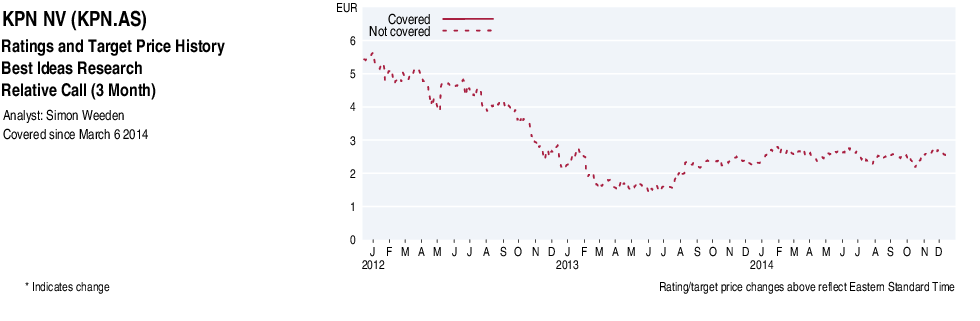 KPN NV (KPN.AS)
Ratings and Target Price History
Best Ideas Research
Relative Call (3 Month)
Analyst: Simon Weeden
Covered since March 6 2014
EUR
Covered
Not covered
6
5
4
3
2
1
0
J F M A M J J A S O N D J F M A M J J A S O N D J F M A M J J A S O N D
2012 2013 2014
* Indicates change
Rating/target price changes above reflect Eastern Standard Time